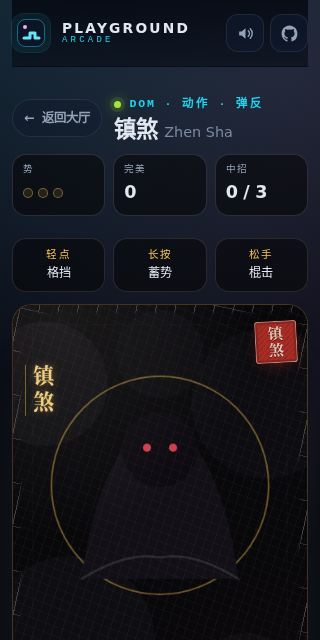 PLAYGROUND
ARCADE
← 返回大厅
DOM · 动作 · 弹反
镇煞 Zhen Sha
势
完美
0
中招
0 / 3
轻点
格挡
长按
蓄势
松手
棍击
镇煞
镇煞